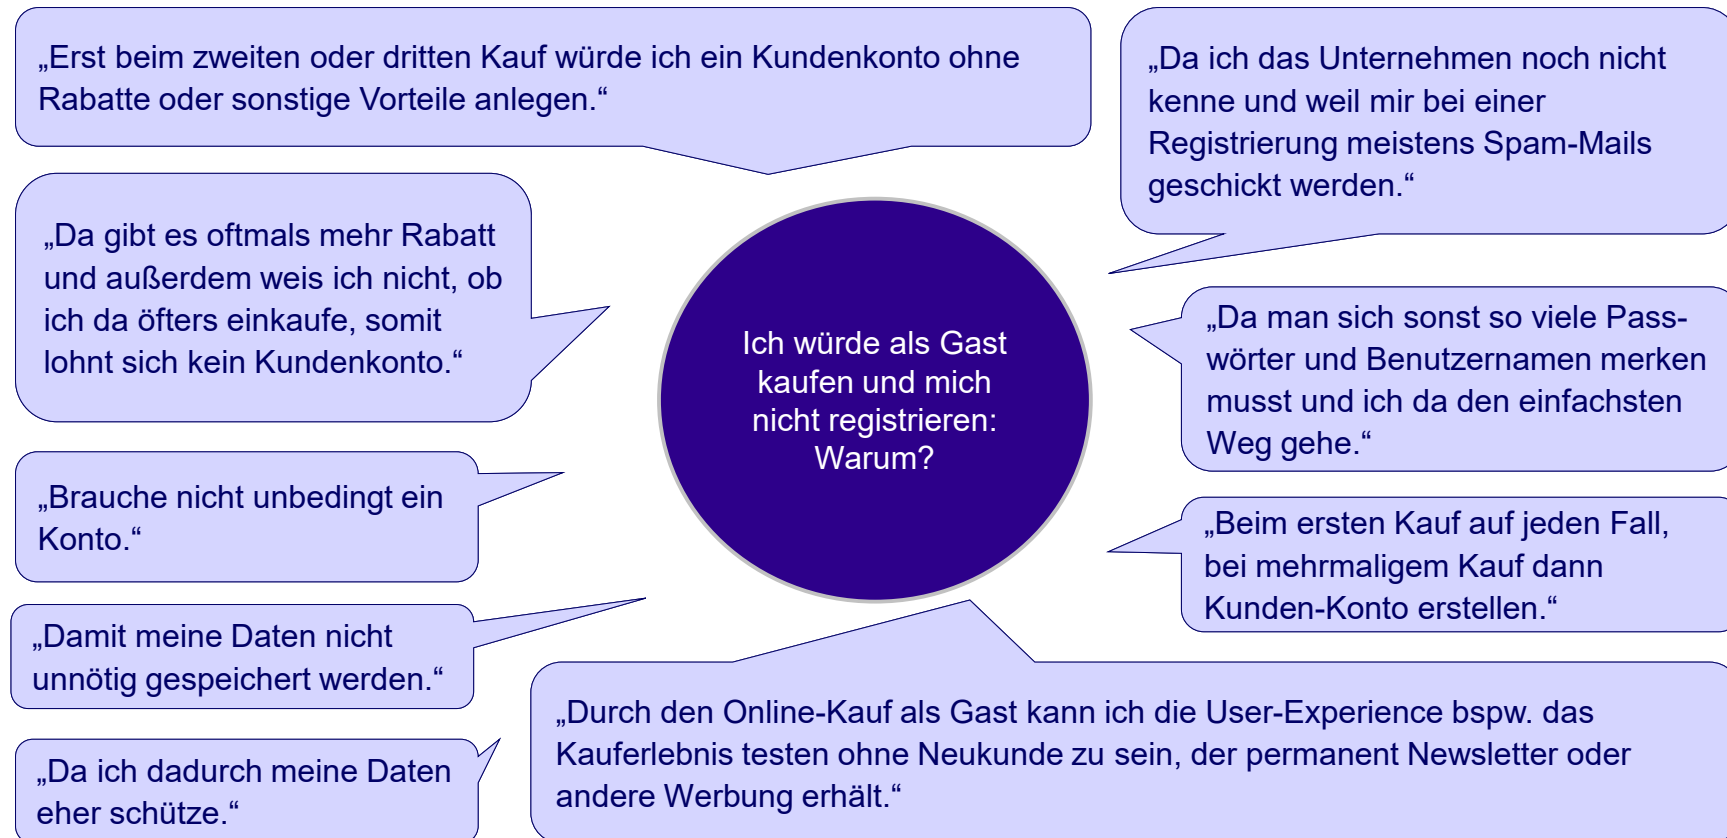 „Erst beim zweiten oder dritten Kauf würde ich ein Kundenkonto ohne
Rabatte oder sonstige Vorteile anlegen.“
„Da ich das Unternehmen noch nicht
kenne und weil mir bei einer
Registrierung meistens Spam-Mails
geschickt werden.“
„Da gibt es oftmals mehr Rabatt
und außerdem weis ich nicht, ob
ich da öfters einkaufe, somit
lohnt sich kein Kundenkonto.“
Ich würde als Gast
kaufen und mich
nicht registrieren:
Warum?
„Da man sich sonst so viele Pass-
wörter und Benutzernamen merken
musst und ich da den einfachsten
Weg gehe.“
„Brauche nicht unbedingt ein
Konto.“
„Beim ersten Kauf auf jeden Fall,
bei mehrmaligem Kauf dann
Kunden-Konto erstellen.“
„Damit meine Daten nicht
unnötig gespeichert werden.“
„Durch den Online-Kauf als Gast kann ich die User-Experience bspw. das
Kauferlebnis testen ohne Neukunde zu sein, der permanent Newsletter oder
andere Werbung erhält.“
„Da ich dadurch meine Daten
eher schütze.“